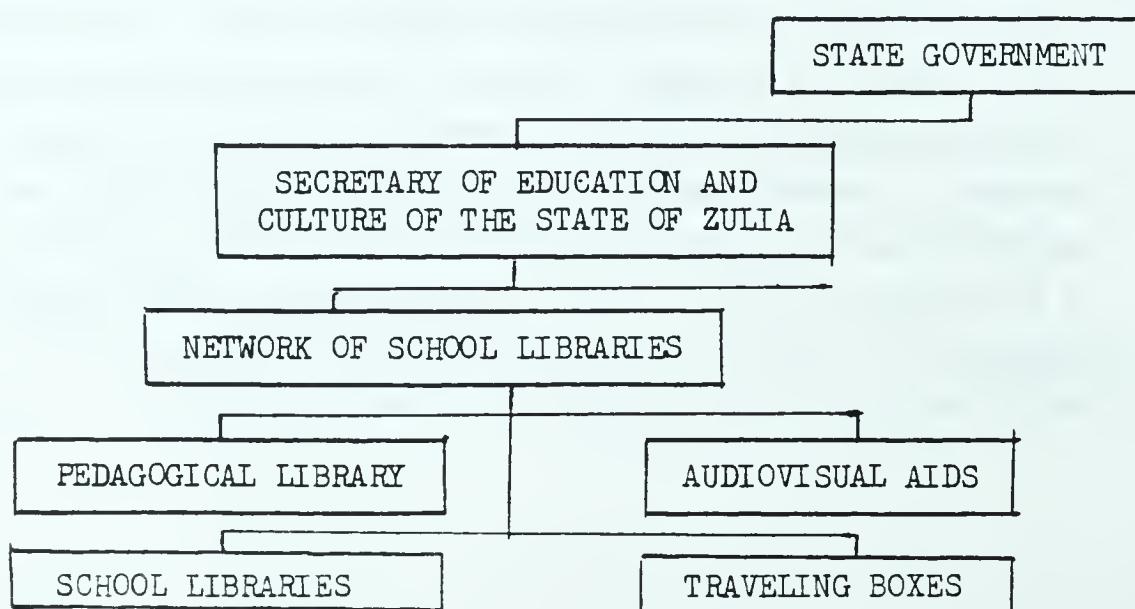 STATE GOVERNMENT
SECRETARY OF EDUCATION AND
CULTURE OF THE STATE OF ZULIA
NETWORK OF SCHOOL LIBRARIES
PEDAGOGICAL LIBRARY
AUDIOVISUAL AIDS
SCHOOL LIBRARIES
TRAVELING BOXES